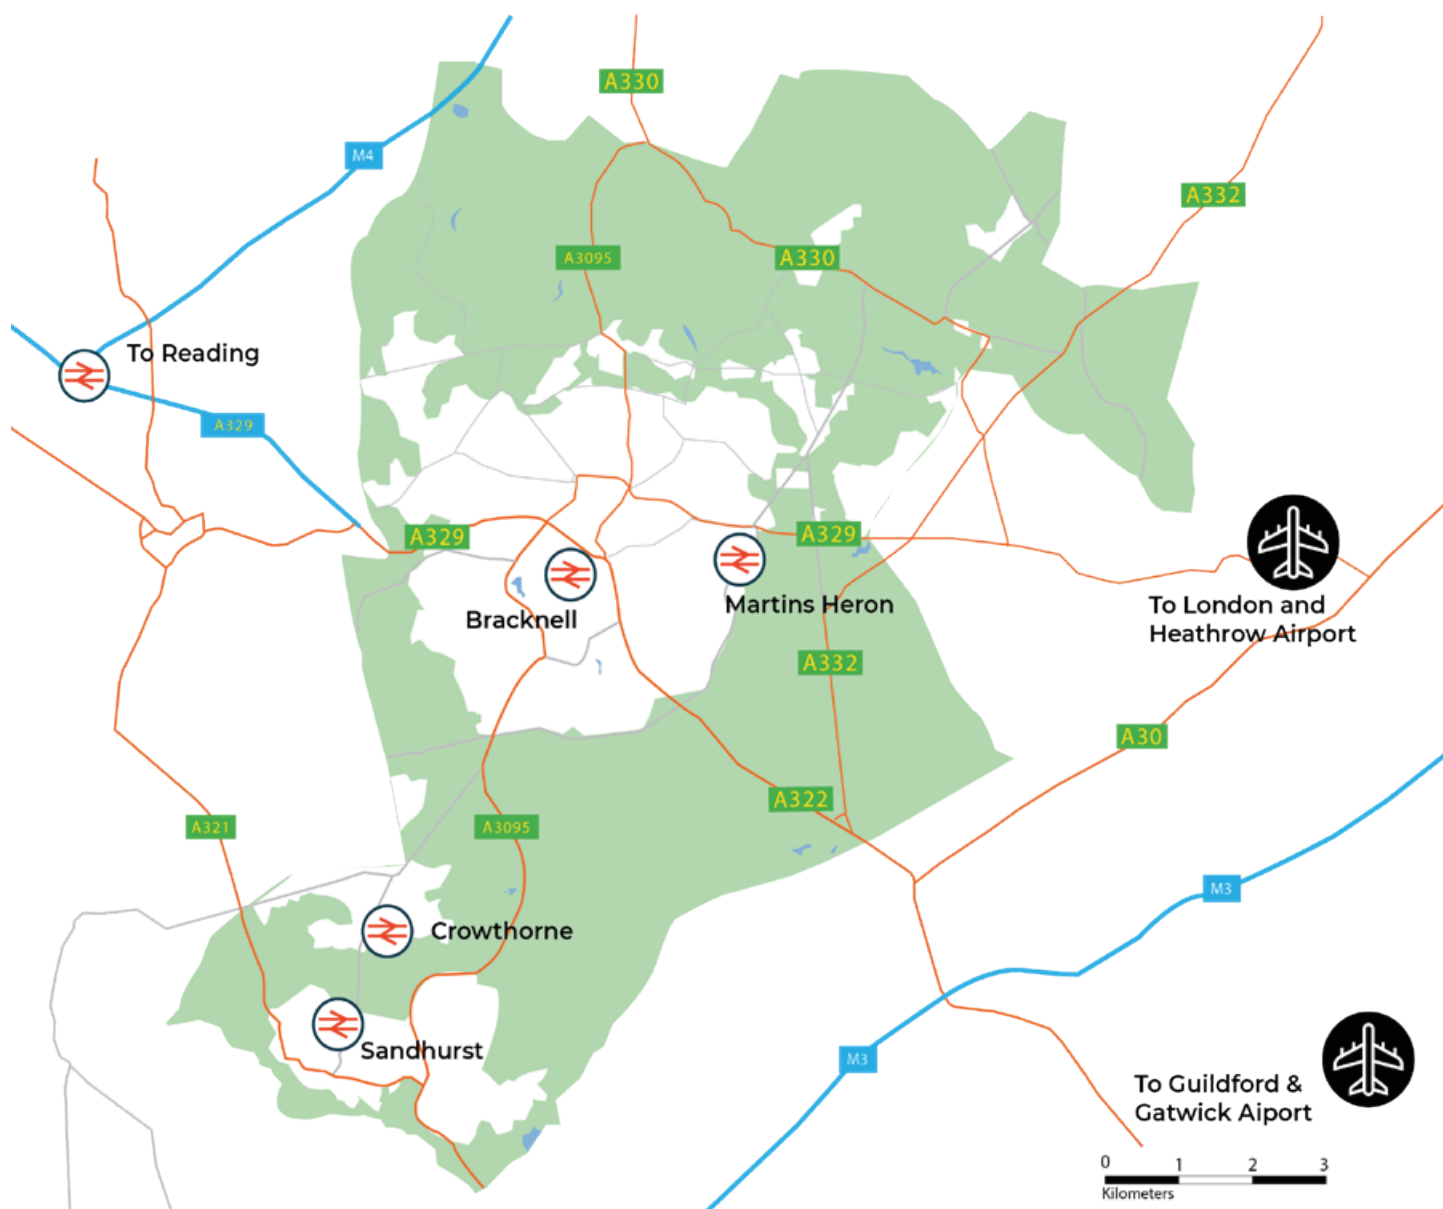 A330
M4
A332
A3095
A330
To Reading
A329
A329
A329
Bracknell
Martins Heron
To London and
Heathrow Airport
A332
A30
A322
A321
A3095
M3
Crowthorne
Sandhurst
M3
To Guildford &
Gatwick Aiport
0 1 2 3
Kilometers